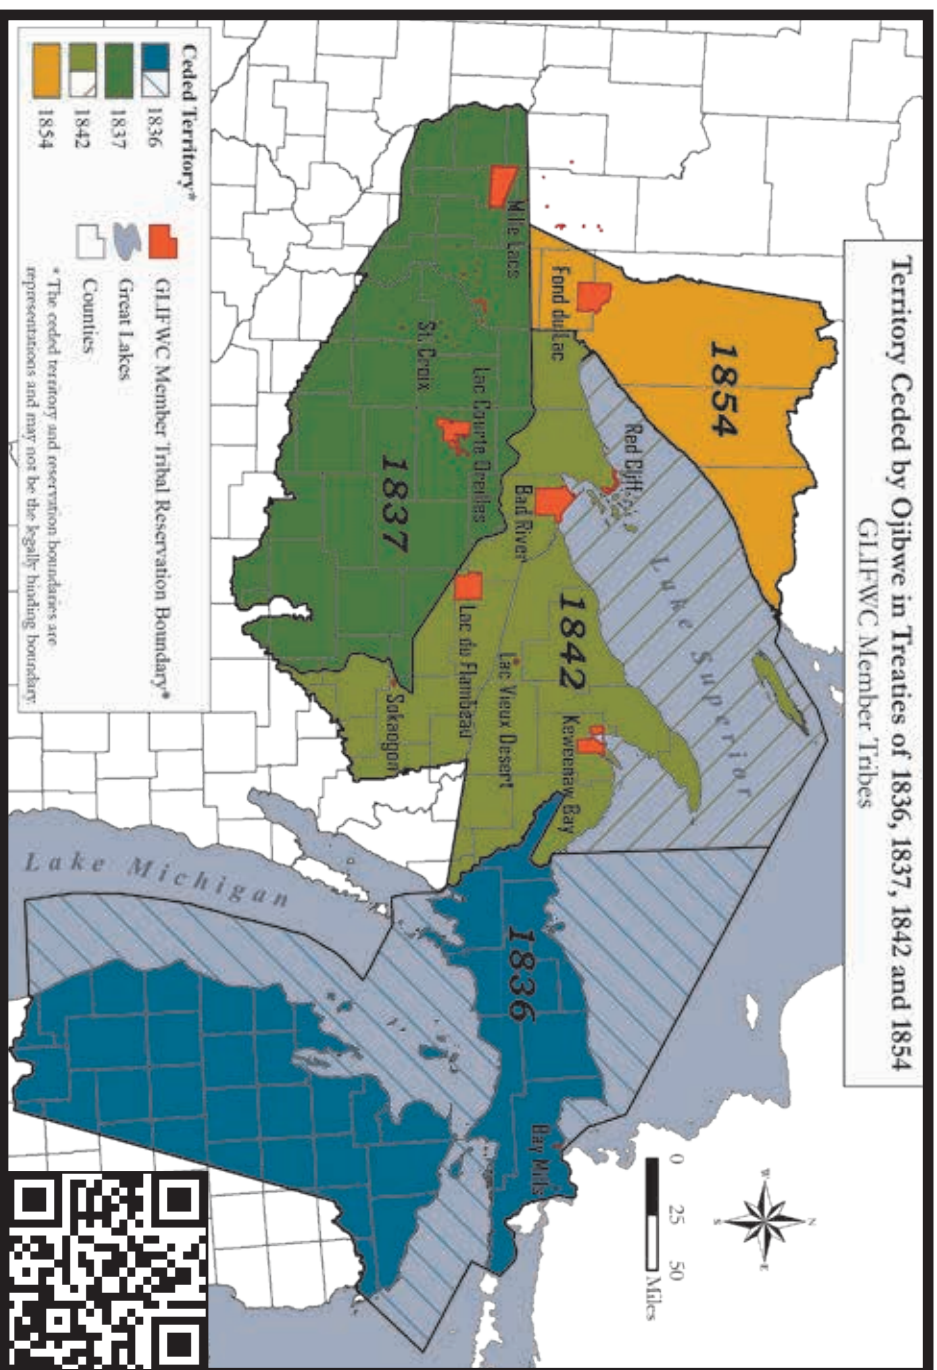 Territory Ceded by Ojibwe in Treaties of 1836, 1837, 1842 and 1854
GLIFWC Member Tribes
N
W
E
S
0 25 50
Miles
1854
Lake Superior
Fond du Lac
Red Cliff
Mille Lacs
Bad River
1842
Keweenaw Bay
Lac Vieux Desert
St. Croix
Lac Courte Oreilles
Lac du Flambeau
1837
Sokaogon
1836
Bay Mills
Lake Michigan
Ceded Territory*
1836
1837
1842
1854
GLIFWC Member Tribal Reservation Boundary*
Great Lakes
Counties
* The ceded territory and reservation boundaries are
representations and may not be the legally binding boundary.